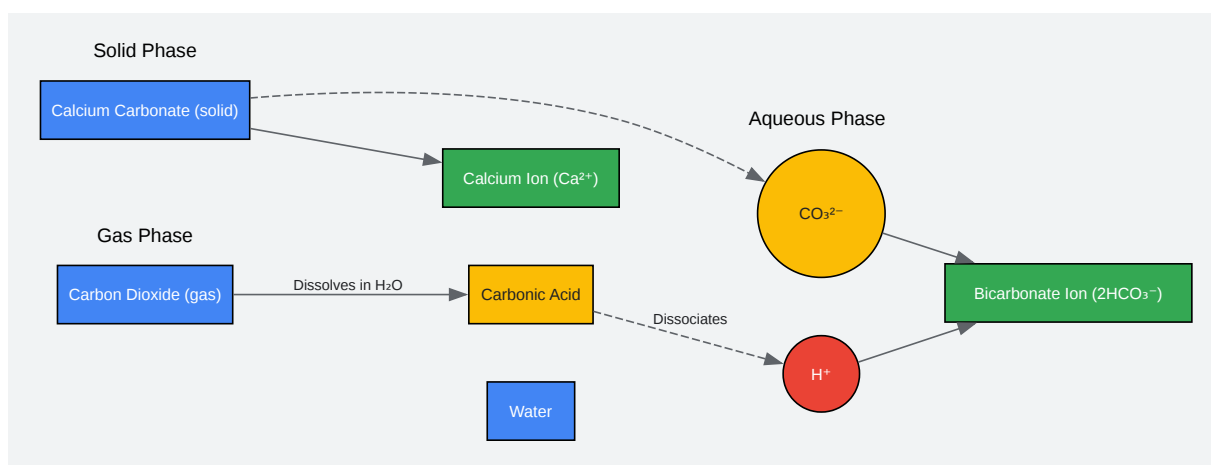 Solid Phase
Calcium Carbonate (solid)
Aqueous Phase
Calcium Ion (Ca²⁺)
CO₃²⁻
Gas Phase
Carbon Dioxide (gas)
Dissolves in H₂O
Carbonic Acid
Bicarbonate Ion (2HCO₃⁻)
Dissociates
H⁺
Water